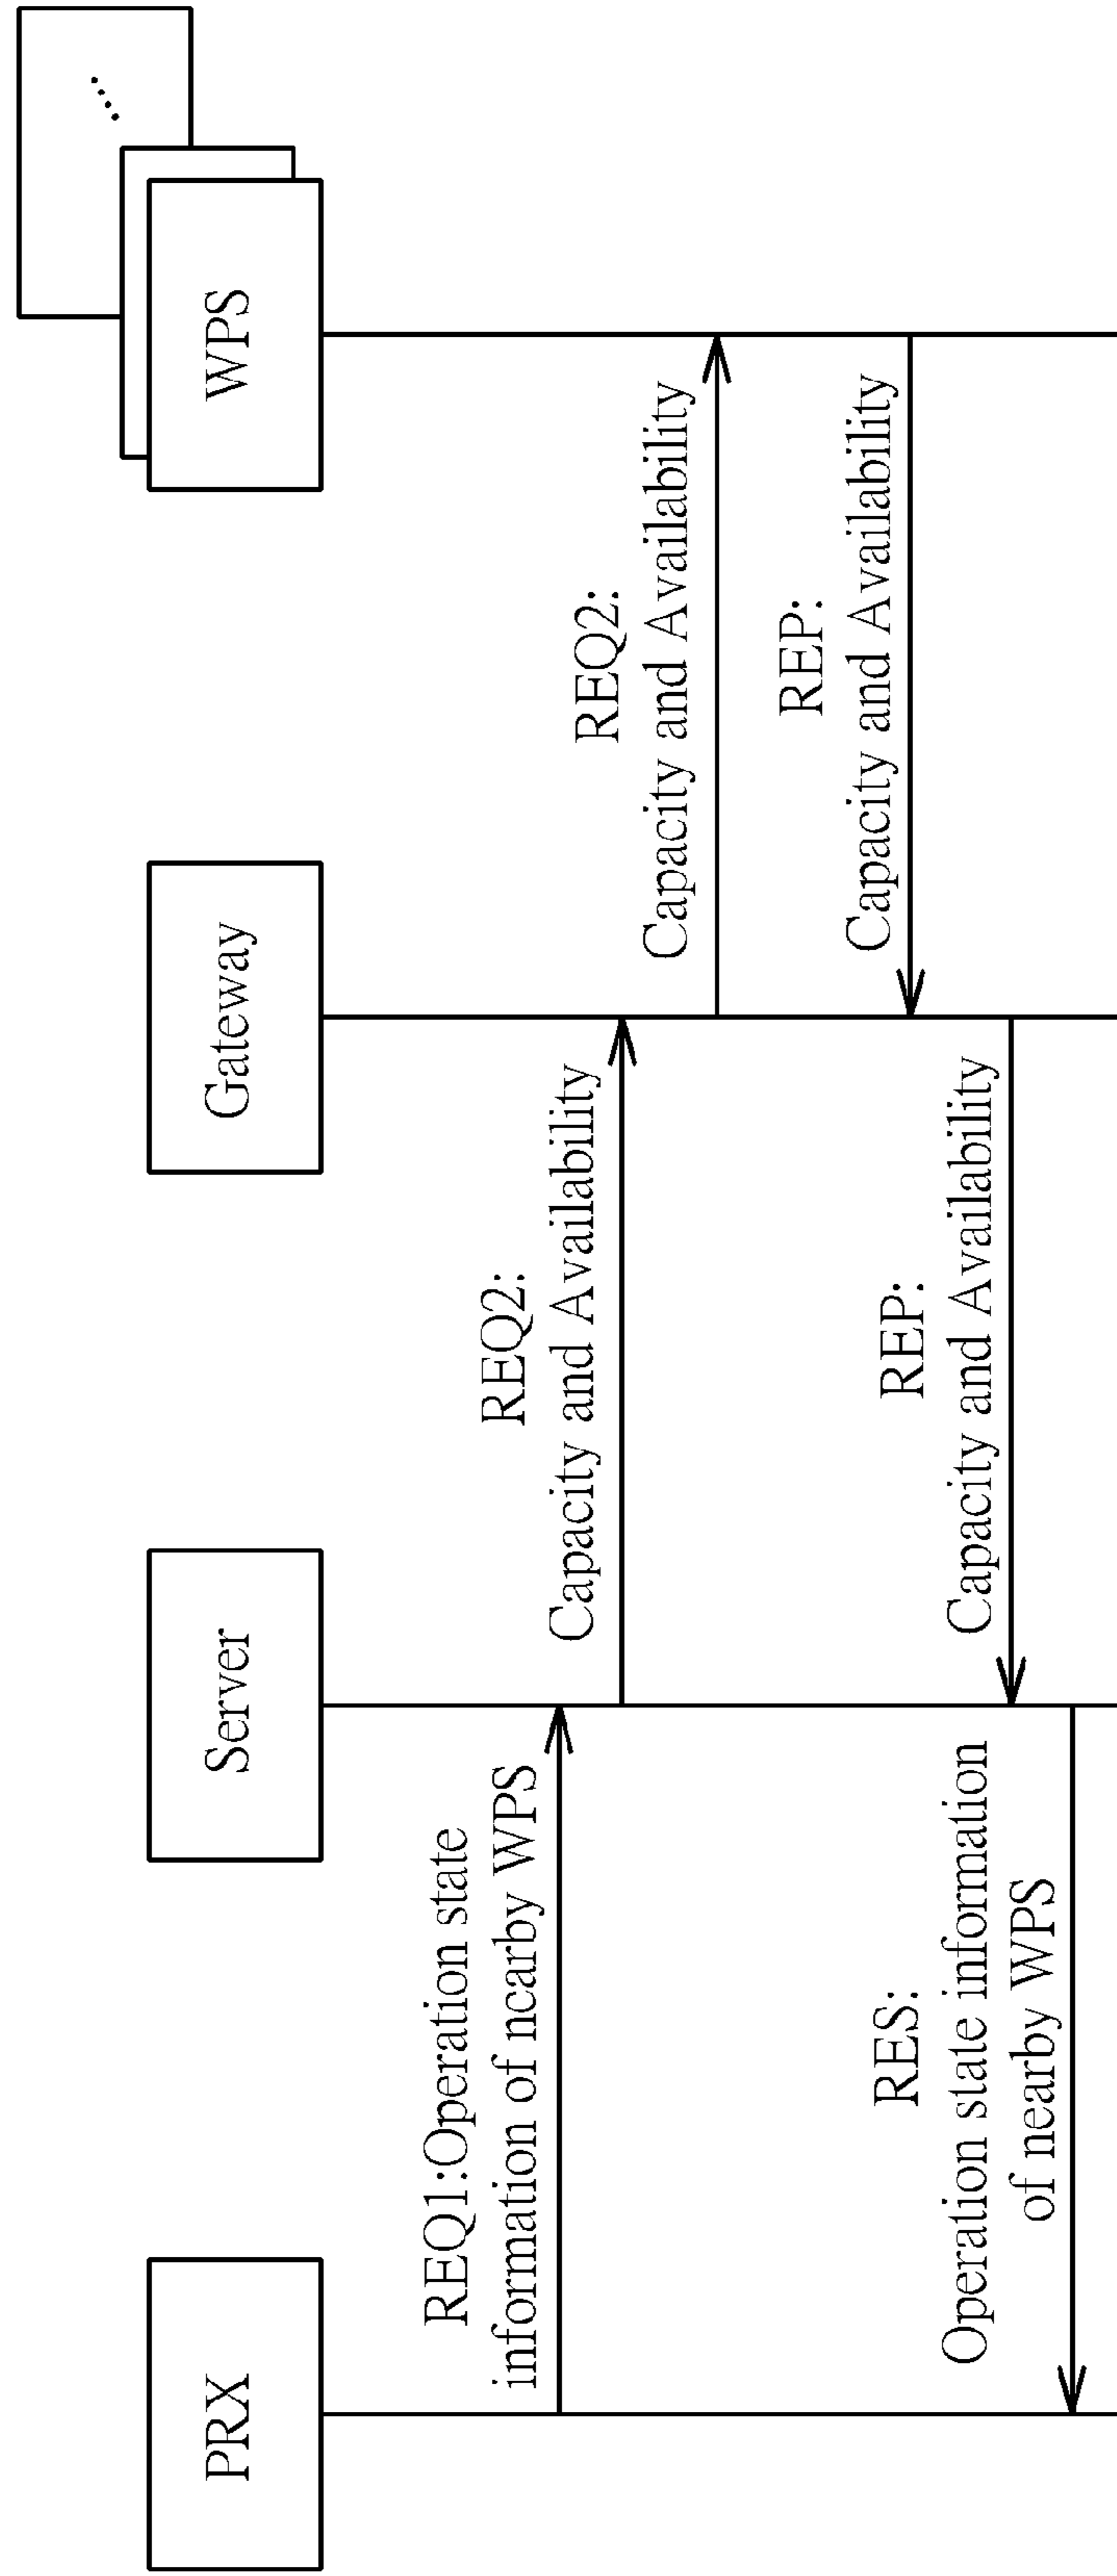 PRX
Server
Gateway
WPS
REQ1:Operation state
information of nearby WPS
REQ2:
Capacity and Availability
REQ2:
Capacity and Availability
REP:
Capacity and Availability
REP:
Capacity and Availability
RES:
Operation state information
of nearby WPS